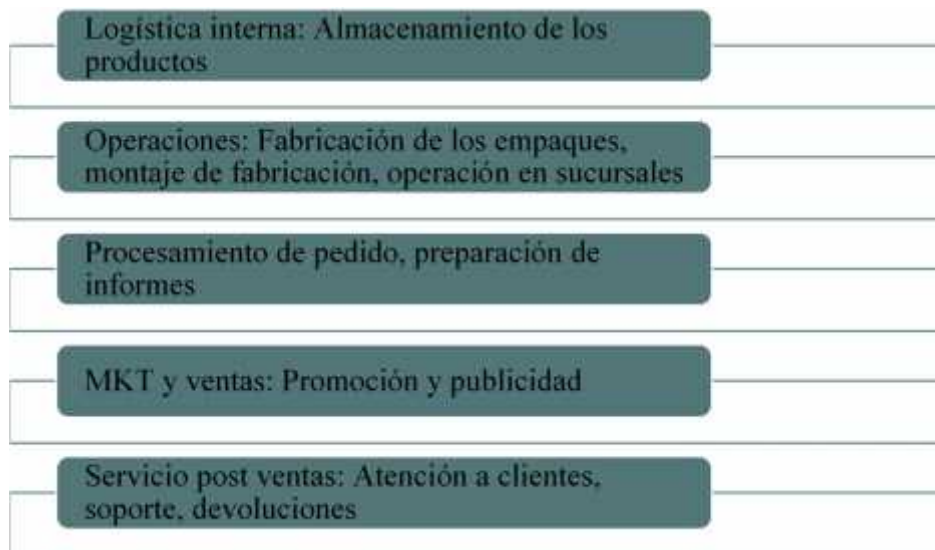 Logística interna: Almacenamiento de los
productos
Operaciones: Fabricación de los empaques,
montaje de fabricación, operación en sucursales
Procesamiento de pedido, preparación de
informes
MKT y ventas: Promoción y publicidad
Servicio post ventas: Atención a clientes,
soporte, devoluciones